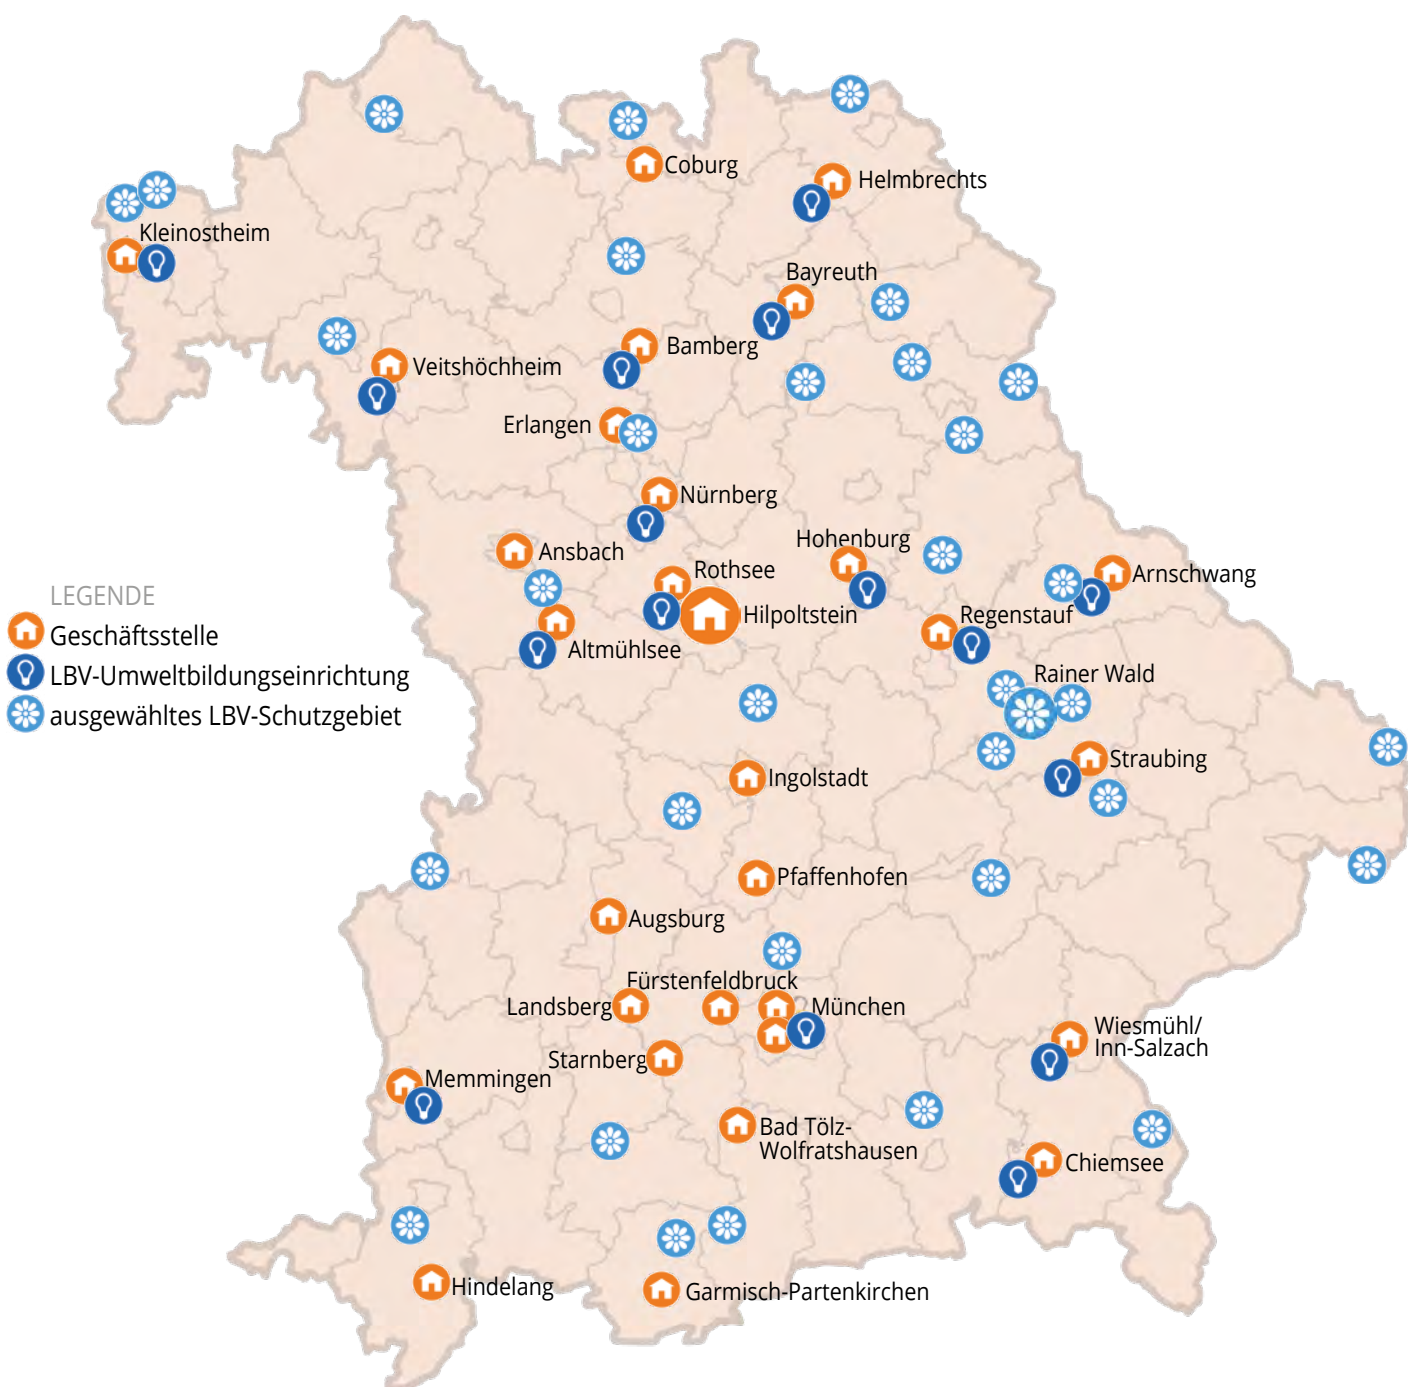 Coburg
Helmbrechts
Kleinostheim
Bayreuth
Bamberg
Veitshöchheim
Erlangen
Nürnberg
Hohenburg
Ansbach
Rothsee
Arnschwang
LEGENDE
Geschäftsstelle
LBV-Umweltbildungseinrichtung
ausgewähltes LBV-Schutzgebiet
Hilpoltstein
Regenstauf
Altmühlsee
Rainer Wald
Straubing
Ingolstadt
Pfaffenhofen
Augsburg
Fürstenfeldbruck
Landsberg
München
Wiesmühl/
Inn-Salzach
Starnberg
Memmingen
Bad Tölz-
Wolfratshausen
Chiemsee
Hindelang
Garmisch-Partenkirchen